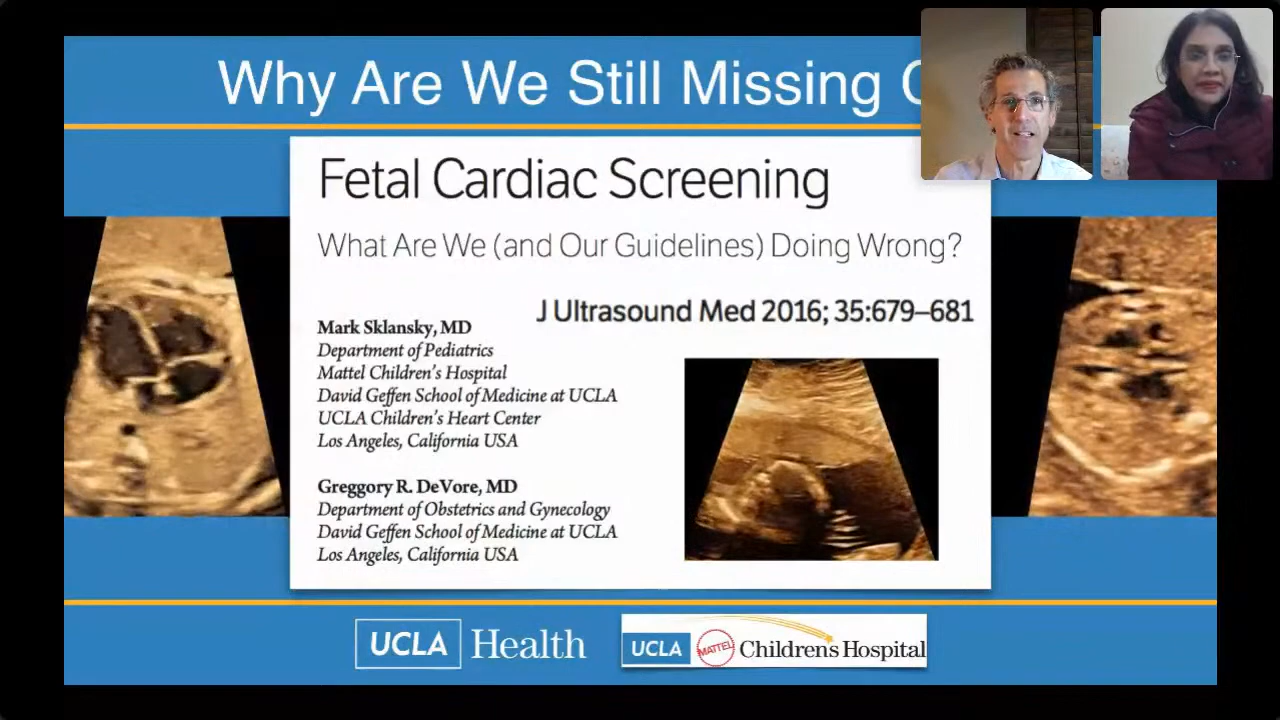 Why Are We Still Missing
Fetal Cardiac Screening
What Are We (and Our Guidelines) Doing Wrong?
J Ultrasound Med 2016; 35:679–681
Mark Sklansky, MD
Department of Pediatrics
Mattel Children's Hospital
David Geffen School of Medicine at UCLA
UCLA Children's Heart Center
Los Angeles, California USA
Greggory R. DeVore, MD
Department of Obstetrics and Gynecology
David Geffen School of Medicine at UCLA
Los Angeles, California USA
UCLA Health
UCLA MATTEL Childrens Hospital